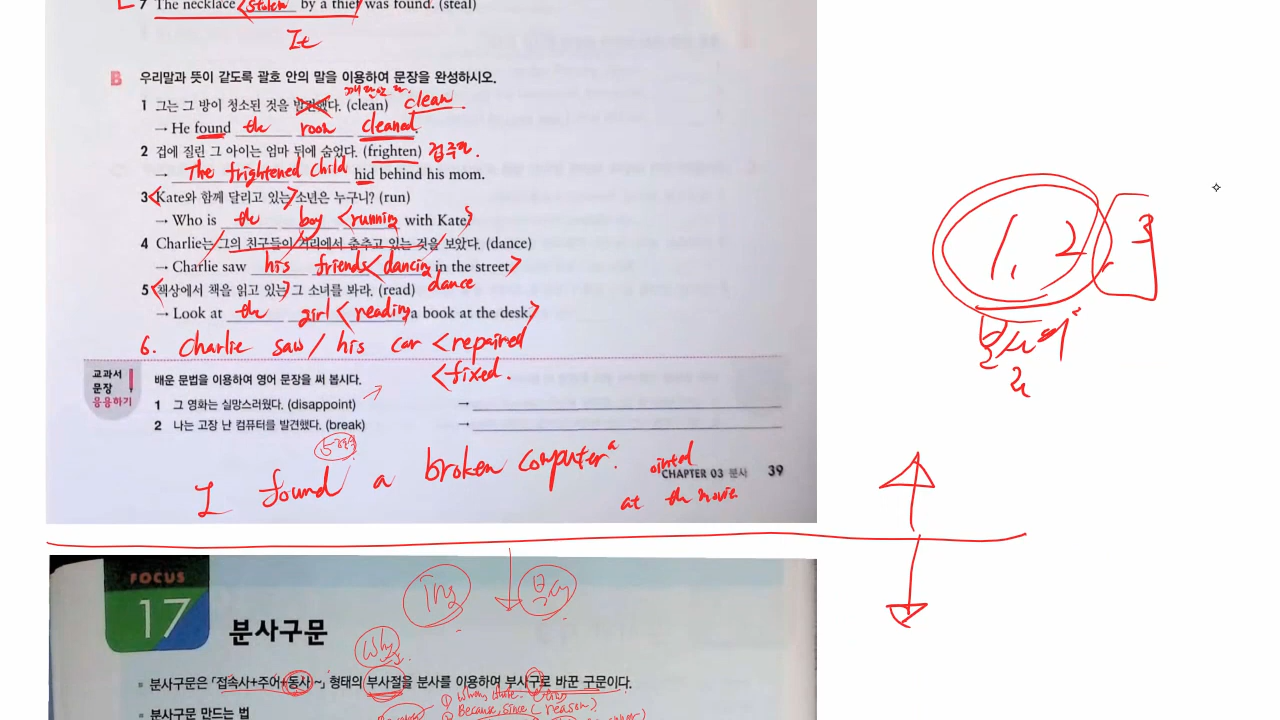 7 The necklace <stolen by a thief was found. (steal)
It
B 우리말과 뜻이 같도록 괄호 안의 말을 이용하여 문장을 완성하시오.
1 그는 그 방이 청소된 것을 발견했다. (clean) clean
→ He found the room cleaned.
2 겁에 질린 그 아이는 엄마 뒤에 숨었다. (frighten) 겁주다.
→ The frightened child hid behind his mom.
3 <Kate와 함께 달리고 있는> 소년은 누구니? (run)
→ Who is the boy <running with Kate?
4 Charlie는 그의 친구들이 거리에서 춤추고 있는 것을 보았다. (dance)
→ Charlie saw his friends <dancing in the street.>
dance
5 <책상에서 책을 읽고 있는> 그 소녀를 봐라. (read)
→ Look at the girl <reading a book at the desk.>
6. Charlie saw / his car <repaired
<fixed.
교과서
문장
응용하기
배운 문법을 이용하여 영어 문장을 써 봅시다.
1 그 영화는 실망스러웠다. (disappoint) →
2 나는 고장 난 컴퓨터를 발견했다. (break) →
I found a broken computer.
ointed
at the movie
CHAPTER 03 분사 39
1, 2, 3
FOCUS
17
분사구문
ing
부사
Why
분사구문은 「접속사+주어+동사 ~」 형태의 부사절을 분사를 이용하여 부사구로 바꾼 구문이다.
Because, since (reason)
분사구문 만드는 법